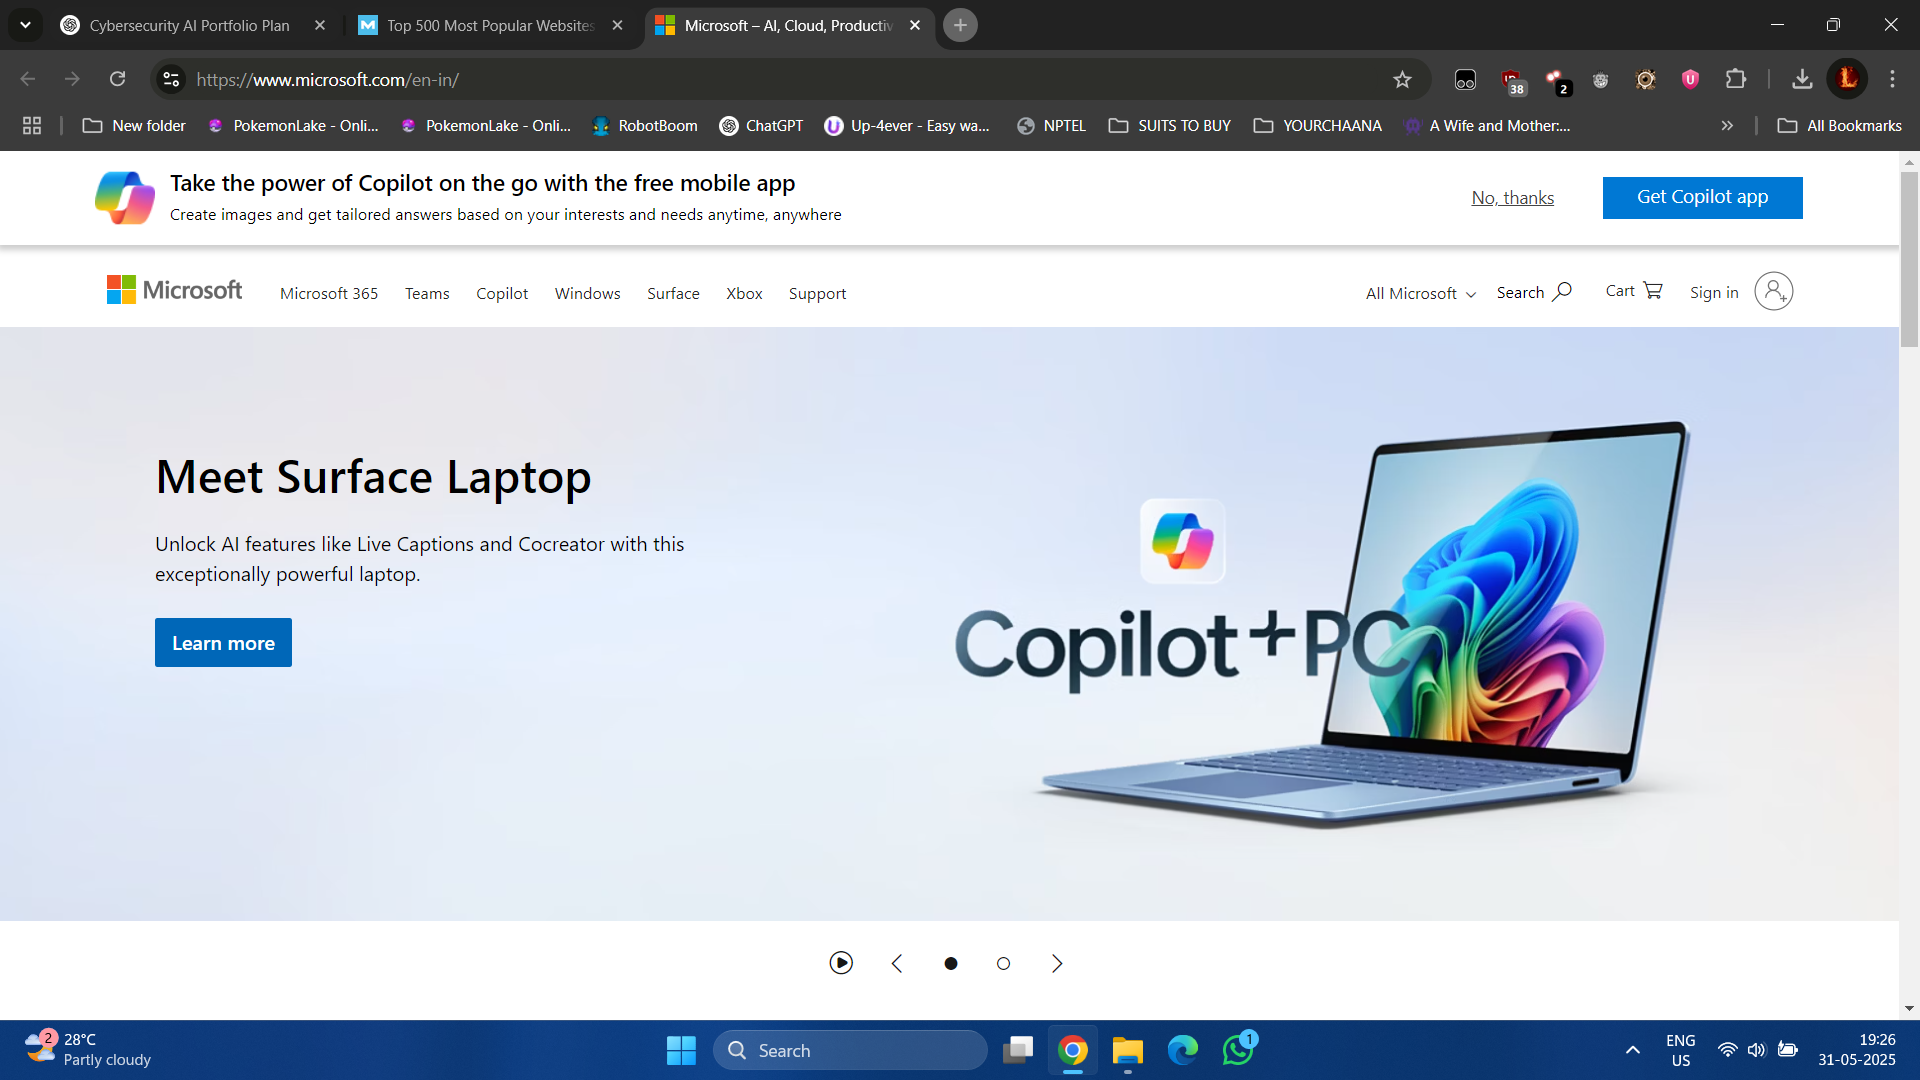 Cybersecurity AI Portfolio Plan
Top 500 Most Popular Websites
Microsoft – AI, Cloud, Productiv
https://www.microsoft.com/en-in/
38
2
New folder
PokemonLake - Onli...
PokemonLake - Onli...
RobotBoom
ChatGPT
Up-4ever - Easy wa...
NPTEL
SUITS TO BUY
YOURCHAANA
A Wife and Mother:...
All Bookmarks
Take the power of Copilot on the go with the free mobile app
Create images and get tailored answers based on your interests and needs anytime, anywhere
No, thanks
Get Copilot app
Microsoft
Microsoft 365
Teams
Copilot
Windows
Surface
Xbox
Support
All Microsoft
Search
Cart
Sign in
Meet Surface Laptop
Unlock AI features like Live Captions and Cocreator with this
exceptionally powerful laptop.
Learn more
Copilot+PC
2
28°C
Partly cloudy
Search
1
ENG
US
19:26
31-05-2025